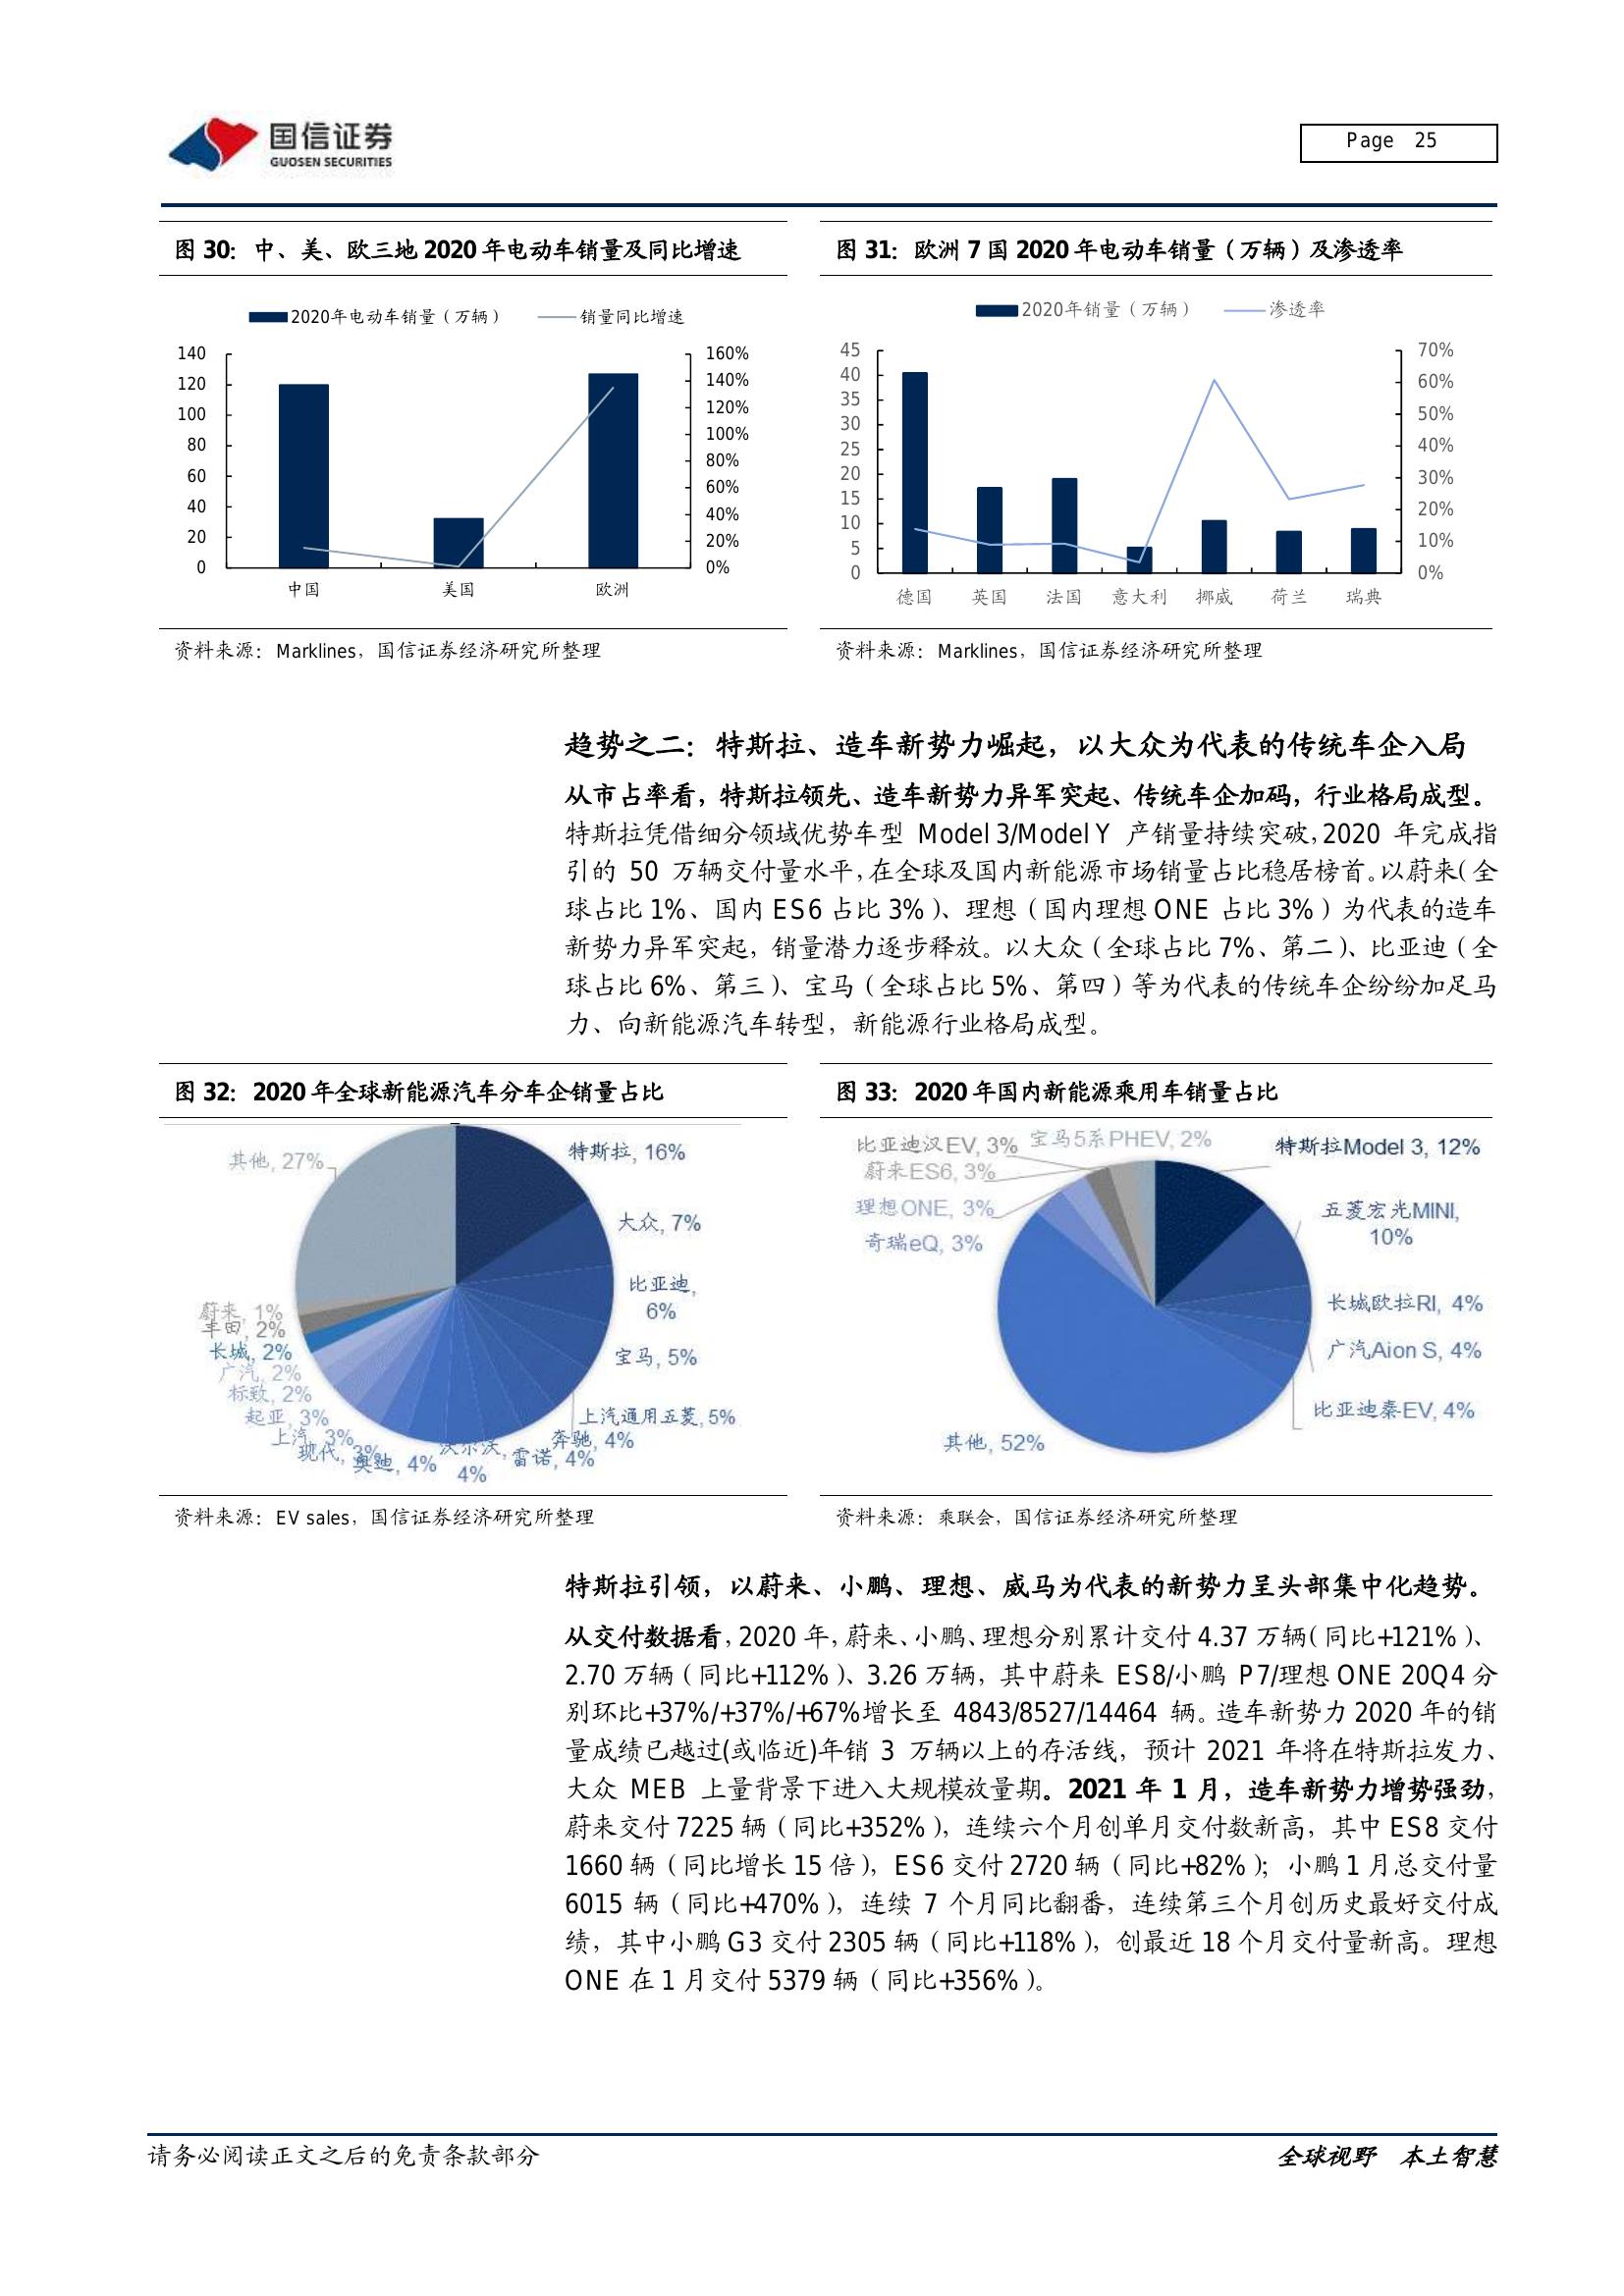 国信证券
GUOSEN SECURITIES
Page 25
图 30：中、美、欧三地 2020 年电动车销量及同比增速
2020年电动车销量（万辆） 销量同比增速
140
120
100
80
60
40
20
0
160%
140%
120%
100%
80%
60%
40%
20%
0%
中国 美国 欧洲
资料来源：Marklines，国信证券经济研究所整理
图 31：欧洲 7 国 2020 年电动车销量（万辆）及渗透率
2020年销量（万辆） 渗透率
45
40
35
30
25
20
15
10
5
0
70%
60%
50%
40%
30%
20%
10%
0%
德国 英国 法国 意大利 挪威 荷兰 瑞典
资料来源：Marklines，国信证券经济研究所整理
趋势之二：特斯拉、造车新势力崛起，以大众为代表的传统车企入局
从市占率看，特斯拉领先、造车新势力异军突起、传统车企加码，行业格局成型。
特斯拉凭借细分领域优势车型 Model 3/Model Y 产销量持续突破，2020 年完成指
引的 50 万辆交付量水平，在全球及国内新能源市场销量占比稳居榜首。以蔚来（全
球占比 1%、国内 ES6 占比 3%）、理想（国内理想 ONE 占比 3%）为代表的造车
新势力异军突起，销量潜力逐步释放。以大众（全球占比 7%、第二）、比亚迪（全
球占比 6%、第三）、宝马（全球占比 5%、第四）等为代表的传统车企纷纷加足马
力、向新能源汽车转型，新能源行业格局成型。
图 32：2020 年全球新能源汽车分车企销量占比
特斯拉, 16%
大众, 7%
比亚迪,
6%
宝马, 5%
上汽通用五菱, 5%
奔驰, 4%
雷诺, 4%
沃尔沃,
4%
奥迪, 4%
现代, 3%
上汽, 3%
起亚, 3%
标致, 2%
广汽, 2%
长城, 2%
丰田, 2%
蔚来, 1%
其他, 27%
资料来源：EV sales，国信证券经济研究所整理
图 33：2020 年国内新能源乘用车销量占比
特斯拉Model 3, 12%
五菱宏光MINI,
10%
长城欧拉RI, 4%
广汽Aion S, 4%
比亚迪秦EV, 4%
其他, 52%
奇瑞eQ, 3%
理想ONE, 3%
蔚来ES6, 3%
比亚迪汉EV, 3%
宝马5系PHEV, 2%
资料来源：乘联会，国信证券经济研究所整理
特斯拉引领，以蔚来、小鹏、理想、威马为代表的新势力呈头部集中化趋势。
从交付数据看，2020 年，蔚来、小鹏、理想分别累计交付 4.37 万辆（同比+121%）、
2.70 万辆（同比+112%）、3.26 万辆，其中蔚来 ES8/小鹏 P7/理想 ONE 20Q4 分
别环比+37%/+37%/+67%增长至 4843/8527/14464 辆。造车新势力 2020 年的销
量成绩已越过(或临近)年销 3 万辆以上的存活线，预计 2021 年将在特斯拉发力、
大众 MEB 上量背景下进入大规模放量期。2021 年 1 月，造车新势力增势强劲，
蔚来交付 7225 辆（同比+352%），连续六个月创单月交付数新高，其中 ES8 交付
1660 辆（同比增长 15 倍），ES6 交付 2720 辆（同比+82%）；小鹏 1 月总交付量
6015 辆（同比+470%），连续 7 个月同比翻番，连续第三个月创历史最好交付成
绩，其中小鹏 G3 交付 2305 辆（同比+118%），创最近 18 个月交付量新高。理想
ONE 在 1 月交付 5379 辆（同比+356%）。
请务必阅读正文之后的免责条款部分
全球视野 本土智慧